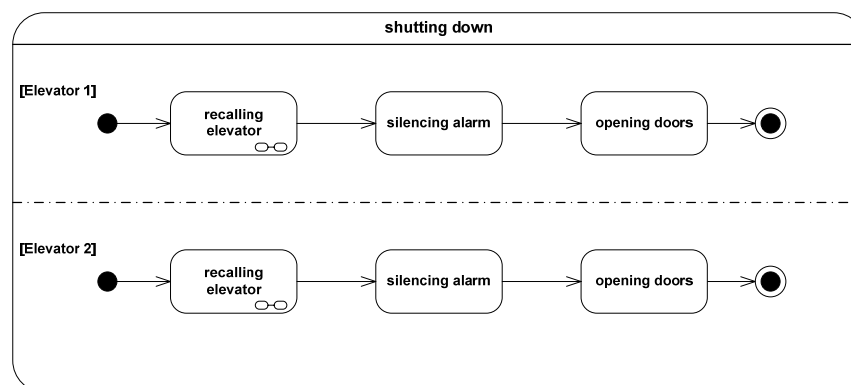 shutting down
[Elevator 1]
recalling
elevator
silencing alarm
opening doors
[Elevator 2]
recalling
elevator
silencing alarm
opening doors